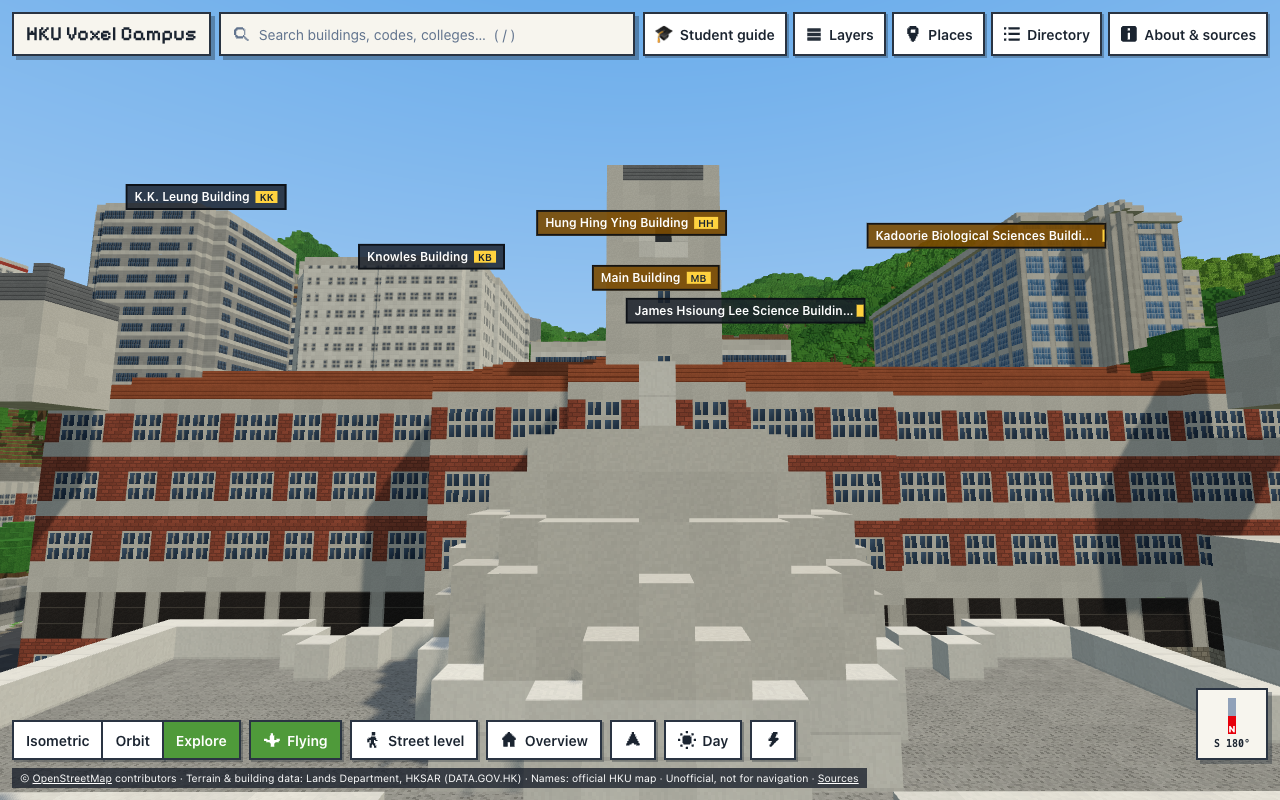 HKU Voxel Campus
Search buildings, codes, colleges... ( / )
Student guide
Layers
Places
Directory
About & sources
K.K. Leung Building KK
Hung Hing Ying Building HH
Kadoorie Biological Sciences Buildi...
Knowles Building KB
Main Building MB
James Hsioung Lee Science Buildin...
N
S 180°
Isometric
Orbit
Explore
Flying
Street level
Overview
Day
© OpenStreetMap contributors · Terrain & building data: Lands Department, HKSAR (DATA.GOV.HK) · Names: official HKU map · Unofficial, not for navigation · Sources